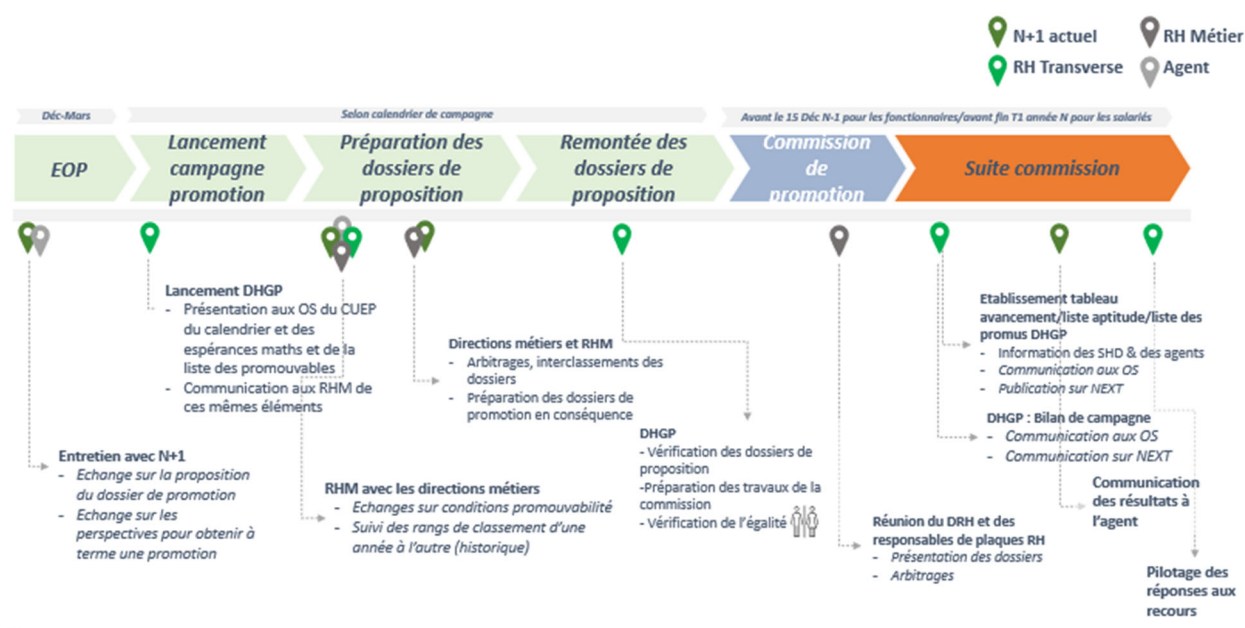 N+1 actuel
RH Métier
RH Transverse
Agent
Déc-Mars
Selon calendrier de campagne
Avant le 15 Déc N-1 pour les fonctionnaires/avant fin T1 année N pour les salariés
EOP
Lancement
campagne
promotion
Préparation des
dossiers de
proposition
Remontée des
dossiers de
proposition
Commission
de
promotion
Suite commission
Lancement DHGP
- Présentation aux OS du CUEP
du calendrier et des
espérances maths et de la
liste des promouvables
- Communication aux RHM de
ces mêmes éléments
Entretien avec N+1
- Echange sur la proposition
du dossier de promotion
- Echange sur les
perspectives pour obtenir à
terme une promotion
RHM avec les directions métiers
- Echanges sur conditions promouvabilité
- Suivi des rangs de classement d'une
année à l'autre (historique)
Directions métiers et RHM
- Arbitrages, interclassements des
dossiers
- Préparation des dossiers de
promotion en conséquence
DHGP
- Vérification des dossiers de
proposition
-Préparation des travaux de la
commission
- Vérification de l'égalité
Réunion du DRH et des
responsables de plaques RH
- Présentation des dossiers
- Arbitrages
Etablissement tableau
avancement/liste aptitude/liste des
promus DHGP
- Information des SHD & des agents
- Communication aux OS
- Publication sur NEXT
DHGP : Bilan de campagne
- Communication aux OS
- Communication sur NEXT
Communication
des résultats à
l'agent
Pilotage des
réponses aux
recours